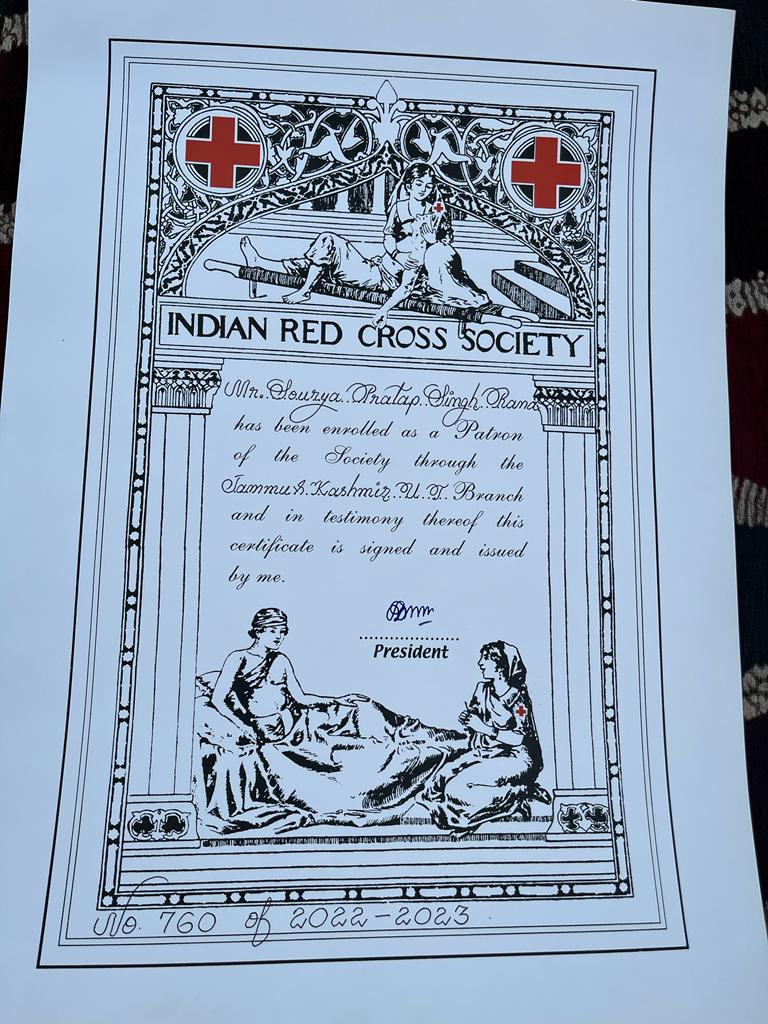 INDIAN RED CROSS SOCIETY
Mr. Sourya Pratap Singh Rana
has been enrolled as a Patron
of the Society through the
Jammu & Kashmir U.T. Branch
and in testimony thereof this
certificate is signed and issued
by me.
President
No. 760 of 2022-2023